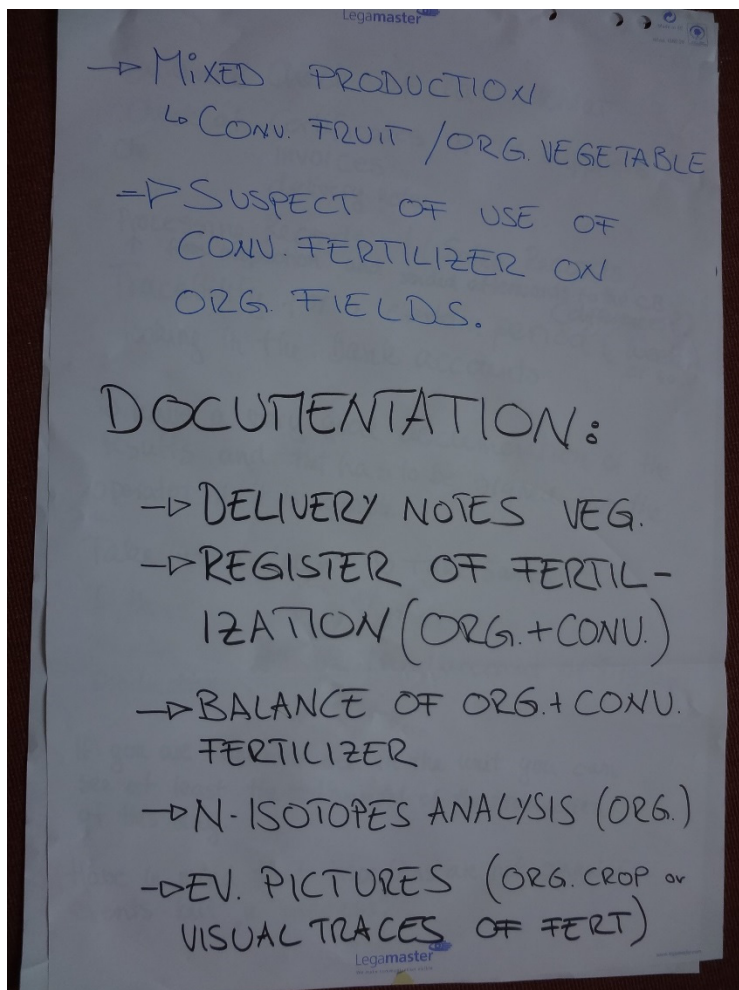 Legamaster
→ MIXED PRODUCTION
↳ CONV. FRUIT / ORG. VEGETABLE
⇒ SUSPECT OF USE OF
CONV. FERTILIZER ON
ORG. FIELDS.
DOCUMENTATION:
→ DELIVERY NOTES VEG.
→ REGISTER OF FERTIL-
IZATION (ORG. + CONV.)
→ BALANCE OF ORG. + CONV.
FERTILIZER
→ N-ISOTOPES ANALYSIS (ORG.)
→ EV. PICTURES (ORG. CROP or
VISUAL TRACES OF FERT)
Legamaster